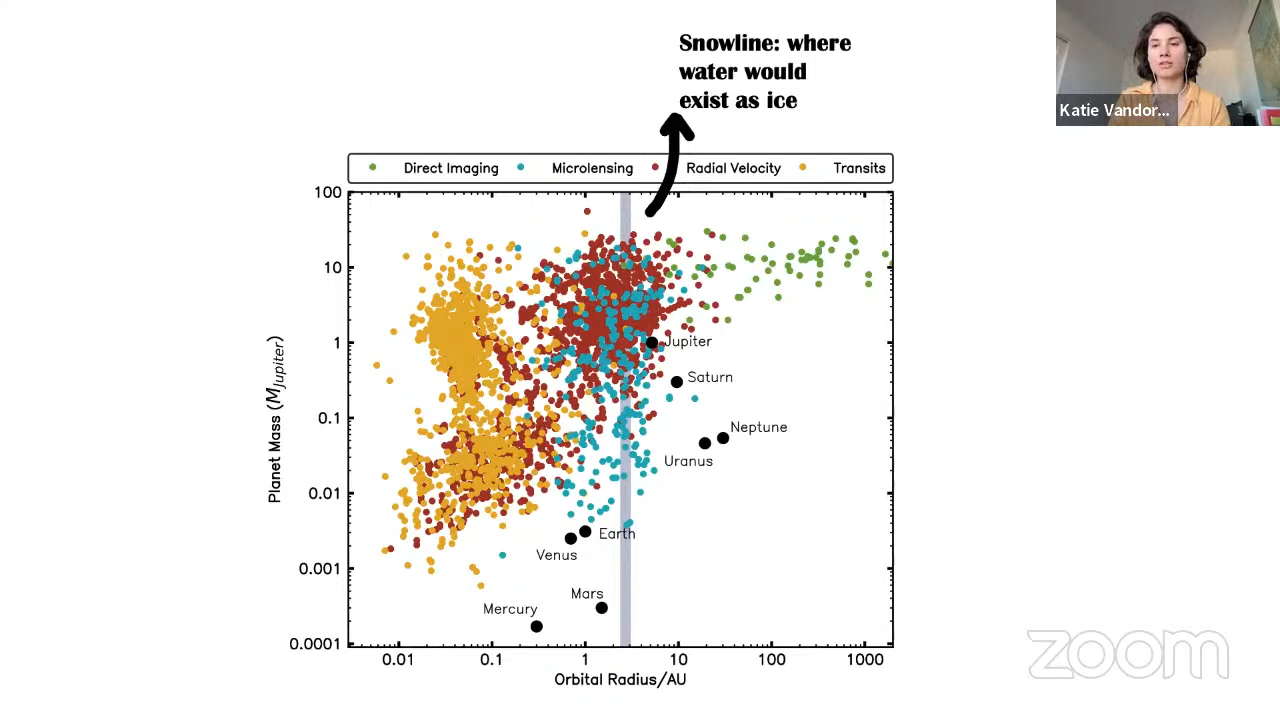 Snowline: where
water would
exist as ice
Katie Vandor...
Direct Imaging
Microlensing
Radial Velocity
Transits
100
10
1
0.1
0.01
0.001
0.0001
Planet Mass (M_Jupiter)
Jupiter
Saturn
Neptune
Uranus
Earth
Venus
Mars
Mercury
0.01
0.1
1
10
100
1000
Orbital Radius/AU
zoom